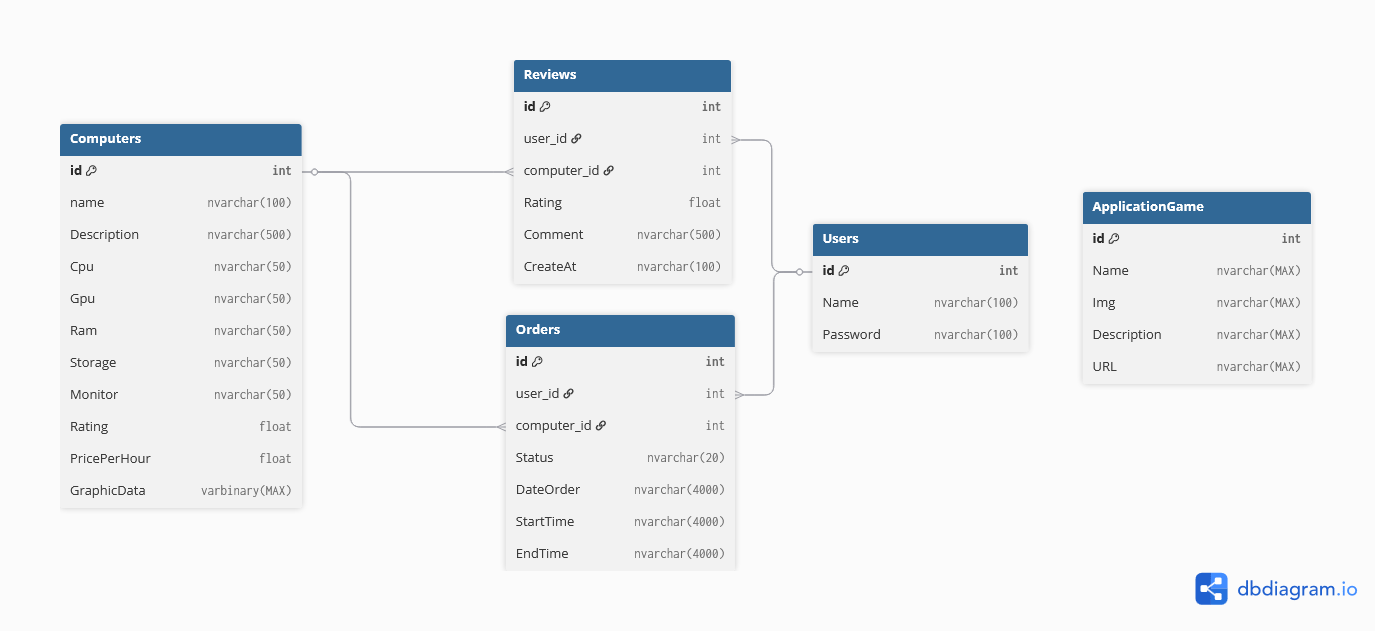 Computers
id int
name nvarchar(100)
Description nvarchar(500)
Cpu nvarchar(50)
Gpu nvarchar(50)
Ram nvarchar(50)
Storage nvarchar(50)
Monitor nvarchar(50)
Rating float
PricePerHour float
GraphicData varbinary(MAX)
Reviews
id int
user_id int
computer_id int
Rating float
Comment nvarchar(500)
CreateAt nvarchar(100)
Orders
id int
user_id int
computer_id int
Status nvarchar(20)
DateOrder nvarchar(4000)
StartTime nvarchar(4000)
EndTime nvarchar(4000)
Users
id int
Name nvarchar(100)
Password nvarchar(100)
ApplicationGame
id int
Name nvarchar(MAX)
Img nvarchar(MAX)
Description nvarchar(MAX)
URL nvarchar(MAX)
dbdiagram.io